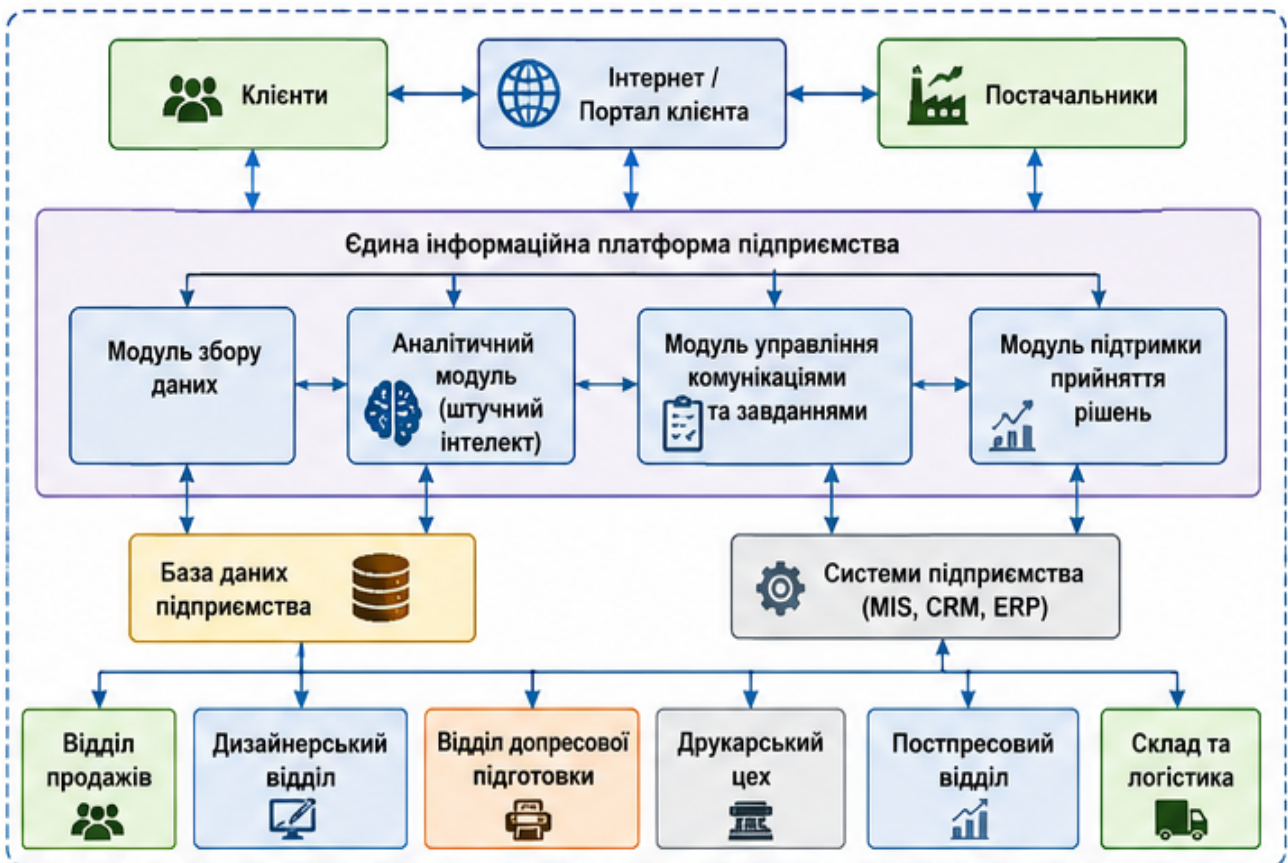 Клієнти
Інтернет /
Портал клієнта
Постачальники
Єдина інформаційна платформа підприємства
Модуль збору
даних
Аналітичний
модуль
(штучний
інтелект)
Модуль управління
комунікаціями
та завданнями
Модуль підтримки
прийняття
рішень
База даних
підприємства
Системи підприємства
(MIS, CRM, ERP)
Відділ
продажів
Дизайнерський
відділ
Відділ допресової
підготовки
Друкарський
цех
Постпресовий
відділ
Склад та
логістика